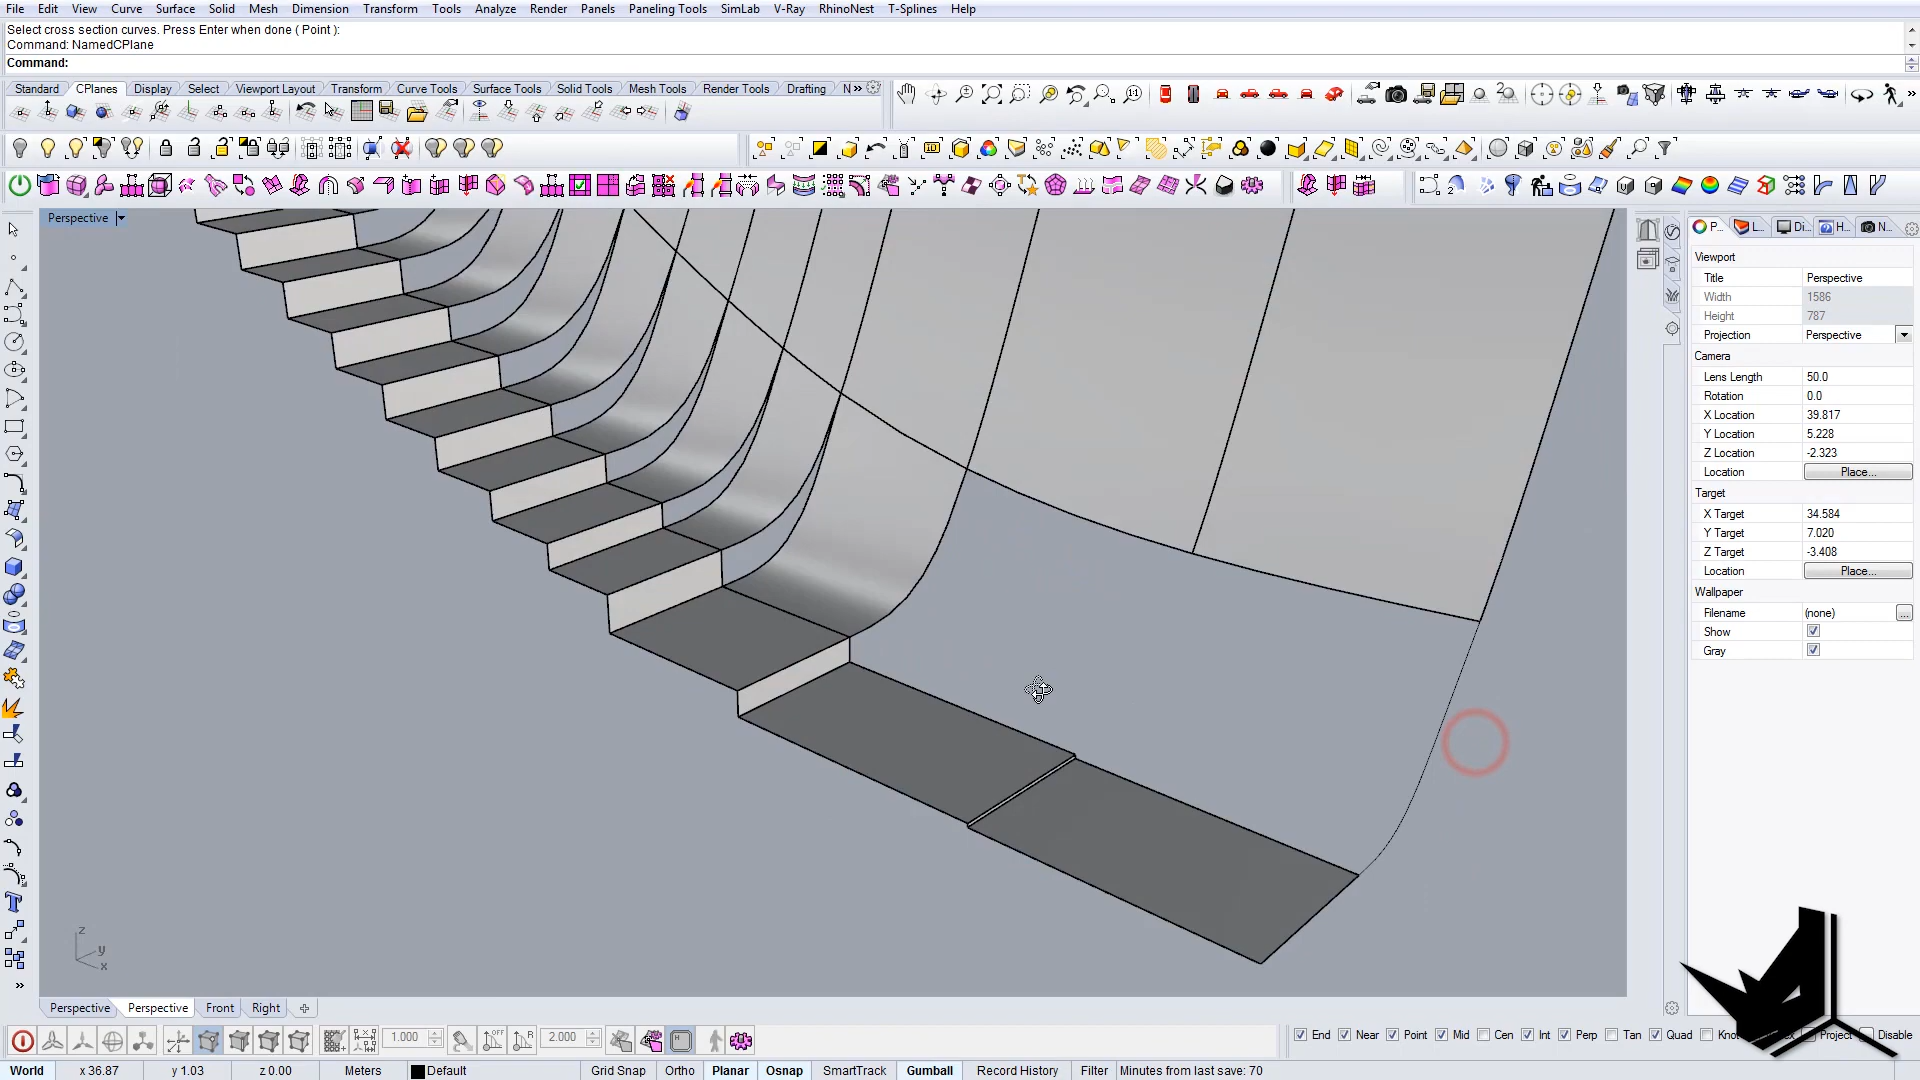 File Edit View Curve Surface Solid Mesh Dimension Transform Tools Analyze Render Panels Paneling Tools SimLab V-Ray RhinoNest T-Splines Help
Select cross section curves. Press Enter when done ( Point ):
Command: NamedCPlane
Command:
Standard CPlanes Display Select Viewport Layout Transform Curve Tools Surface Tools Solid Tools Mesh Tools Render Tools Drafting N
Perspective
P... L... Di... H... N...
Viewport
Title Perspective
Width 1586
Height 787
Projection Perspective
Camera
Lens Length 50.0
Rotation 0.0
X Location 39.817
Y Location 5.228
Z Location -2.323
Location Place...
Target
X Target 34.584
Y Target 7.020
Z Target -3.408
Location Place...
Wallpaper
Filename (none) ...
Show
Gray
z
y
x
Perspective Perspective Front Right
1.000 2.000 End Near Point Mid Cen Int Perp Tan Quad Kno Project Disable
World x 36.87 y 1.03 z 0.00 Meters Default Grid Snap Ortho Planar Osnap SmartTrack Gumball Record History Filter Minutes from last save: 70